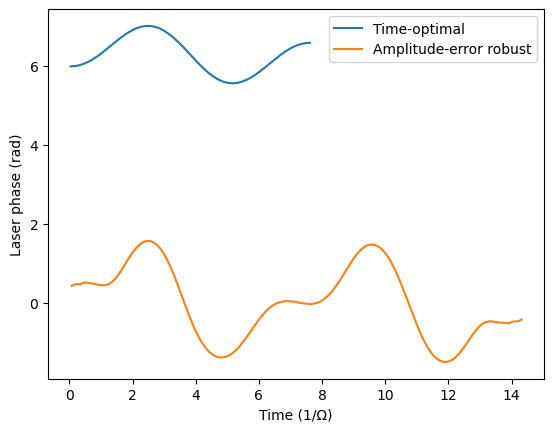 Time-optimal
Amplitude-error robust
Laser phase (rad)
6
4
2
0
0 2 4 6 8 10 12 14
Time (1/Ω)